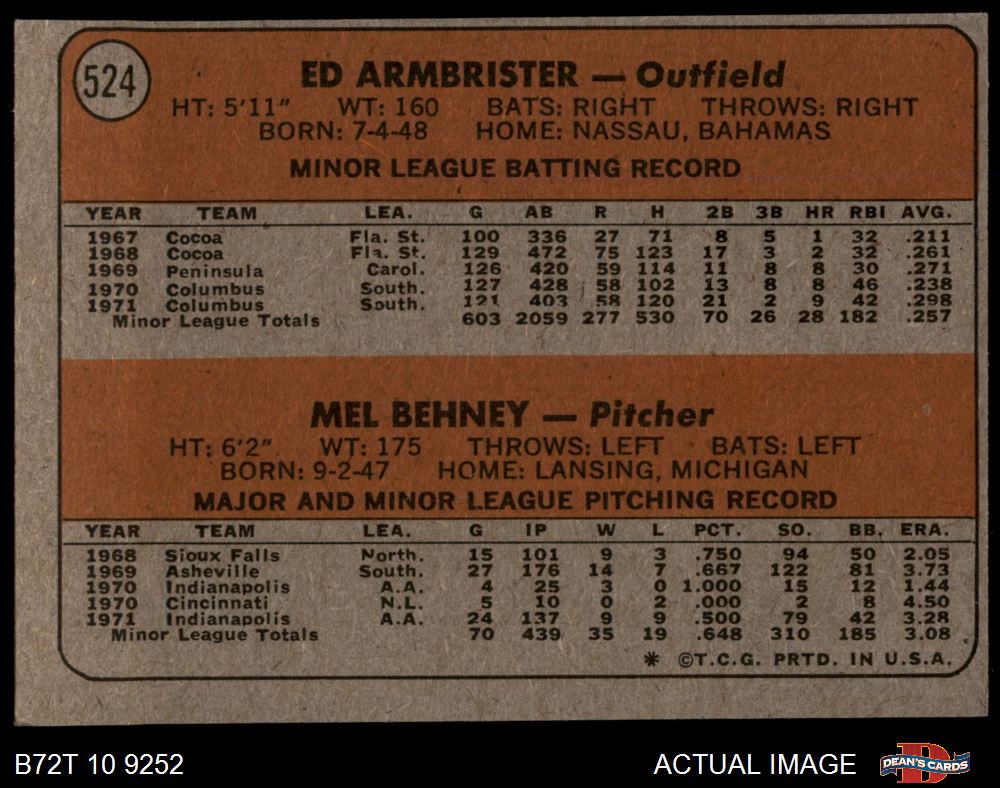 524
ED ARMBRISTER — Outfield
HT: 5'11" WT: 160 BATS: RIGHT THROWS: RIGHT
BORN: 7-4-48 HOME: NASSAU, BAHAMAS
MINOR LEAGUE BATTING RECORD
YEAR TEAM LEA. G AB R H 2B 3B HR RBI AVG.
1967 Cocoa Fla. St. 100 336 27 71 8 5 1 32 .211
1968 Cocoa Fla. St. 129 472 75 123 17 3 2 32 .261
1969 Peninsula Carol. 126 420 59 114 11 8 8 30 .271
1970 Columbus South. 127 428 58 102 13 8 8 46 .238
1971 Columbus South. 121 403 58 120 21 2 9 42 .298
Minor League Totals 603 2059 277 530 70 26 28 182 .257
MEL BEHNEY — Pitcher
HT: 6'2" WT: 175 THROWS: LEFT BATS: LEFT
BORN: 9-2-47 HOME: LANSING, MICHIGAN
MAJOR AND MINOR LEAGUE PITCHING RECORD
YEAR TEAM LEA. G IP W L PCT. SO. BB. ERA.
1968 Sioux Falls North. 15 101 9 3 .750 94 50 2.05
1969 Asheville South. 27 176 14 7 .667 122 81 3.73
1970 Indianapolis A.A. 4 25 3 0 1.000 15 12 1.44
1970 Cincinnati N.L. 5 10 0 2 .000 2 8 4.50
1971 Indianapolis A.A. 24 137 9 9 .500 79 42 3.28
Minor League Totals 70 439 35 19 .648 310 185 3.08
* ©T.C.G. PRTD. IN U.S.A.
B72T 10 9252 ACTUAL IMAGE DEAN'S CARDS